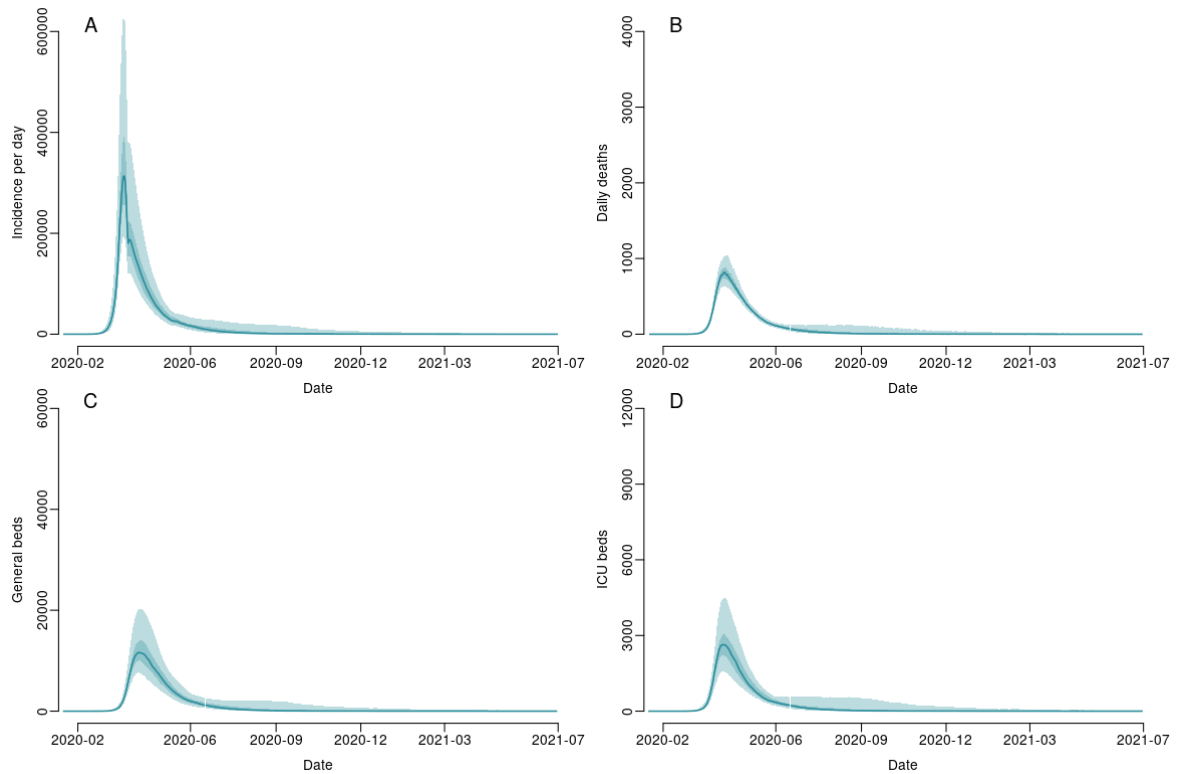 A
Incidence per day
600000
400000
200000
0
2020-02 2020-06 2020-09 2020-12 2021-03 2021-07
Date
B
Daily deaths
4000
3000
2000
1000
0
2020-02 2020-06 2020-09 2020-12 2021-03 2021-07
Date
C
General beds
60000
40000
20000
0
2020-02 2020-06 2020-09 2020-12 2021-03 2021-07
Date
D
ICU beds
12000
9000
6000
3000
0
2020-02 2020-06 2020-09 2020-12 2021-03 2021-07
Date